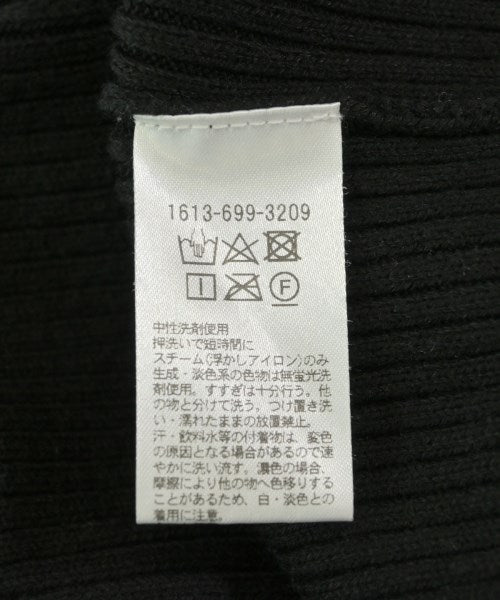 1613-699-3209
F
中性洗剤使用
押洗いで短時間に
スチーム(浮かしアイロン)のみ
生成・淡色系の色物は無蛍光洗
剤使用。すすぎは十分行う。他
の物と分けて洗う。つけ置き洗
い・濡れたままの放置禁止。
汗・飲料水等の付着物は、変色
の原因となる場合があるので速
やかに洗い流す。濃色の場合、
摩擦により他の物へ色移りする
ことがあるため、白・淡色との
着用に注意。